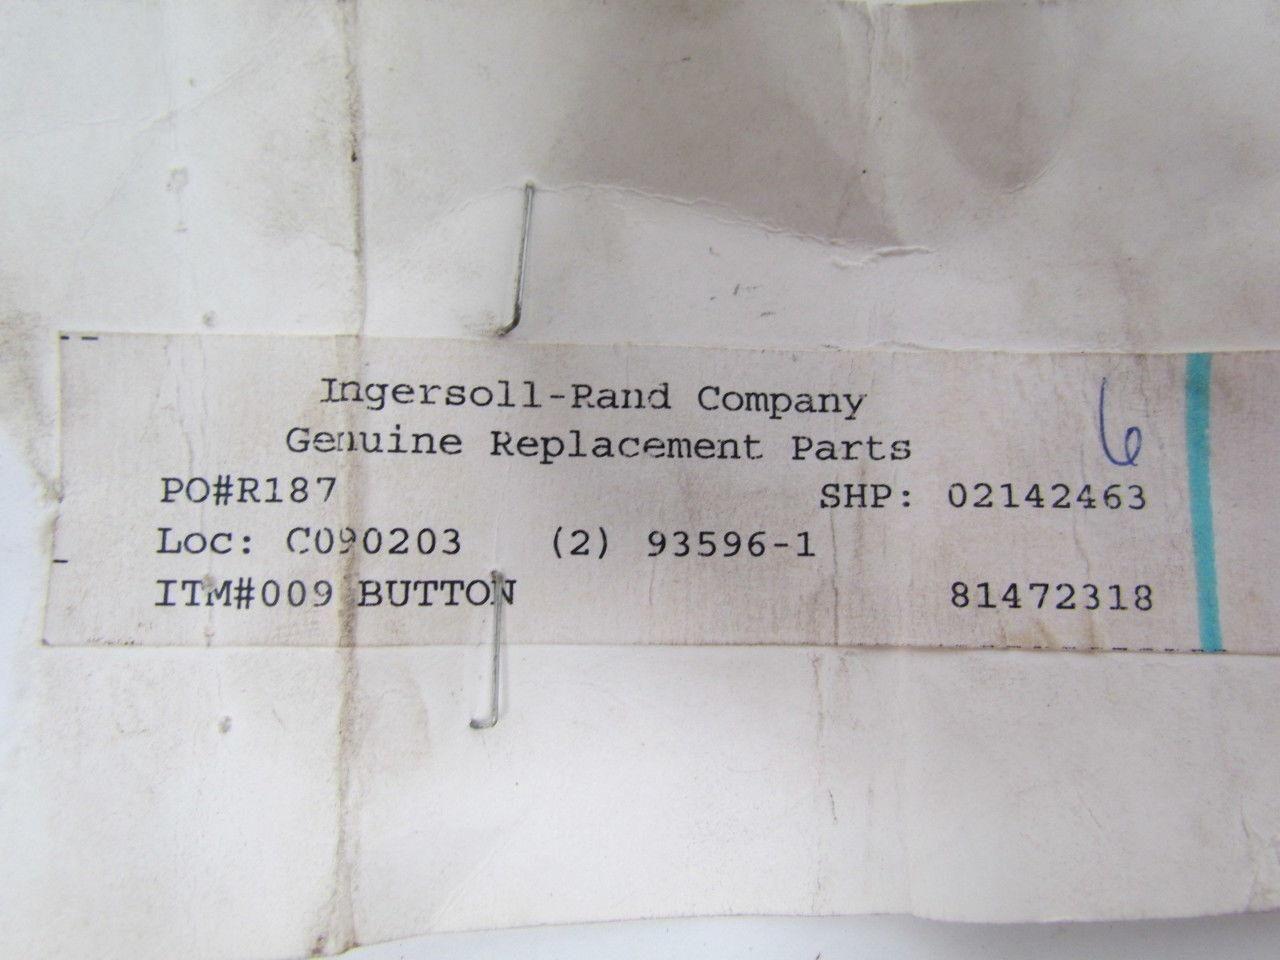 Ingersoll-Rand Company
Genuine Replacement Parts
6
PO#R187 SHP: 02142463
Loc: C090203 (2) 93596-1
ITM#009 BUTTON 81472318